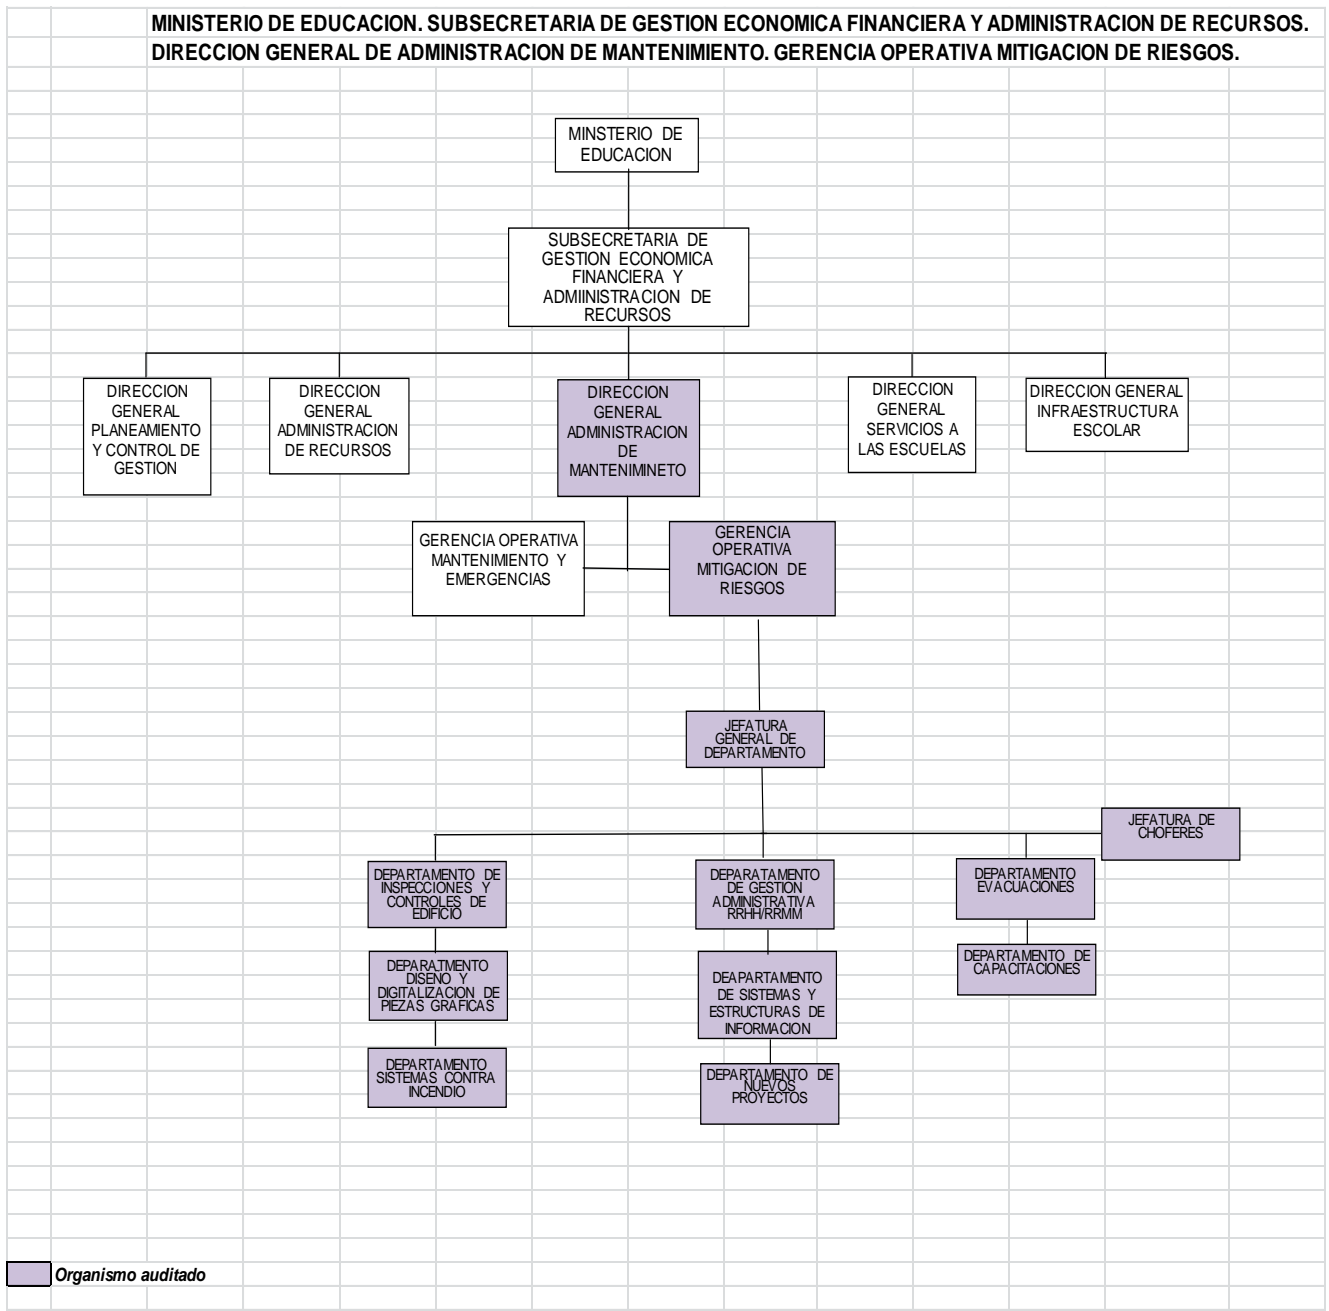 MINISTERIO DE EDUCACION. SUBSECRETARIA DE GESTION ECONOMICA FINANCIERA Y ADMINISTRACION DE RECURSOS.
DIRECCION GENERAL DE ADMINISTRACION DE MANTENIMIENTO. GERENCIA OPERATIVA MITIGACION DE RIESGOS.
MINSTERIO DE
EDUCACION
SUBSECRETARIA DE
GESTION ECONOMICA
FINANCIERA Y
ADMIINISTRACION DE
RECURSOS
DIRECCION
GENERAL
PLANEAMIENTO
Y CONTROL DE
GESTION
DIRECCION
GENERAL
ADMINISTRACION
DE RECURSOS
DIRECCION
GENERAL
ADMINISTRACION
DE
MANTENIMINETO
DIRECCION
GENERAL
SERVICIOS A
LAS ESCUELAS
DIRECCION GENERAL
INFRAESTRUCTURA
ESCOLAR
GERENCIA OPERATIVA
MANTENIMIENTO Y
EMERGENCIAS
GERENCIA
OPERATIVA
MITIGACION DE
RIESGOS
JEFATURA
GENERAL DE
DEPARTAMENTO
JEFATURA DE
CHOFERES
DEPARTAMENTO DE
INSPECCIONES Y
CONTROLES DE
EDIFICIO
DEPARATAMENTO
DE GESTION
ADMINISTRATIVA
RRHH/RRMM
DEPARTAMENTO
EVACUACIONES
DEPARATMENTO
DISEÑO Y
DIGITALIZACION DE
PIEZAS GRAFICAS
DEAPARTAMENTO
DE SISTEMAS Y
ESTRUCTURAS DE
INFORMACION
DEPARTAMENTO DE
CAPACITACIONES
DEPARTAMENTO
SISTEMAS CONTRA
INCENDIO
DEPARTAMENTO DE
NUEVOS
PROYECTOS
Organismo auditado